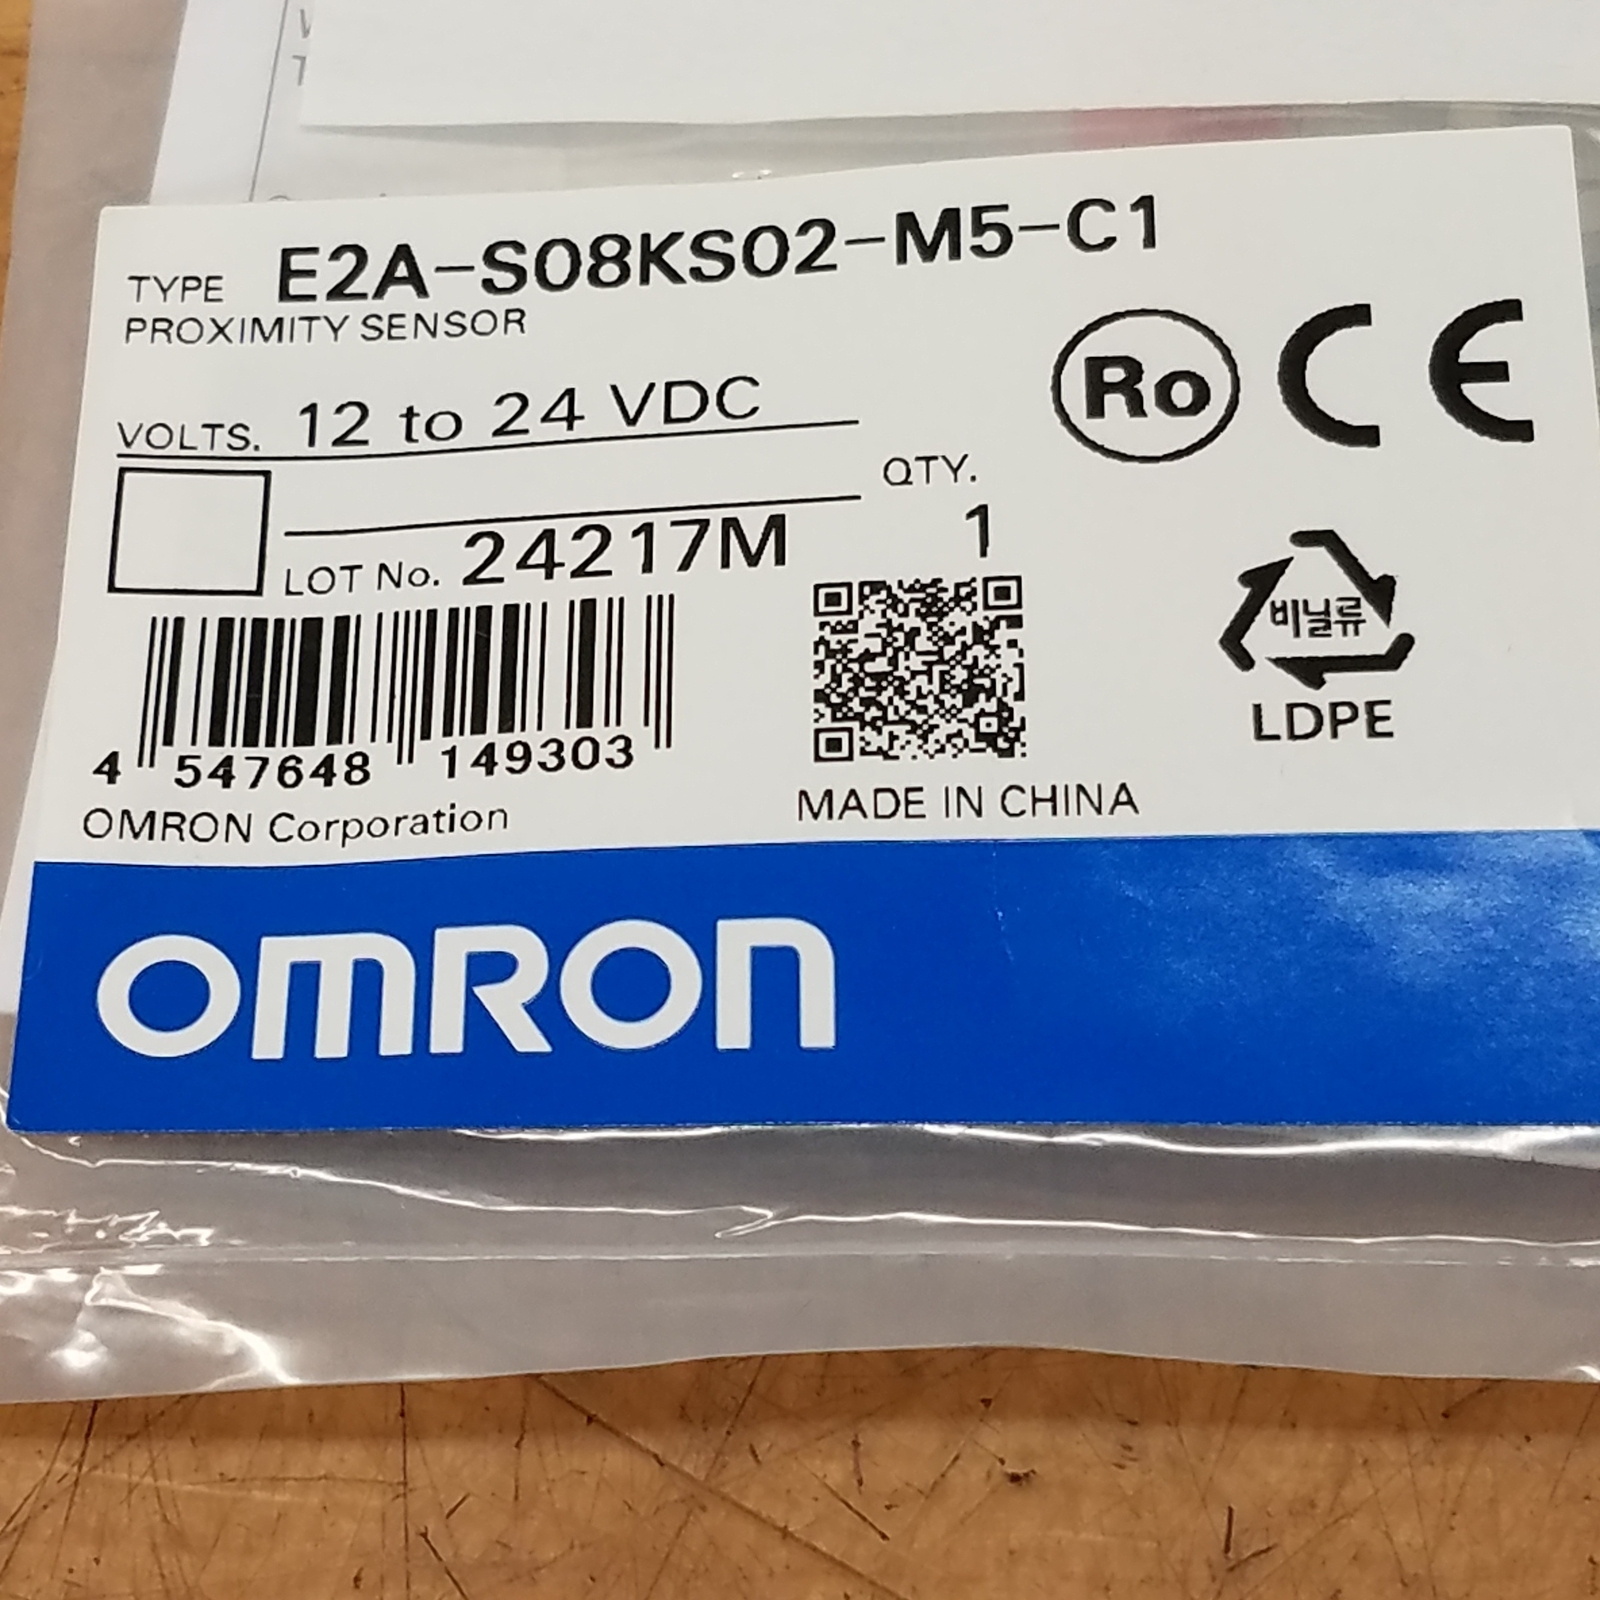 TYPE E2A-S08KS02-M5-C1
PROXIMITY SENSOR
VOLTS. 12 to 24 VDC
QTY.
1
LOT No. 24217M
Ro CE
비닐류
LDPE
4 547648 149303
OMRON Corporation
MADE IN CHINA
OMRON